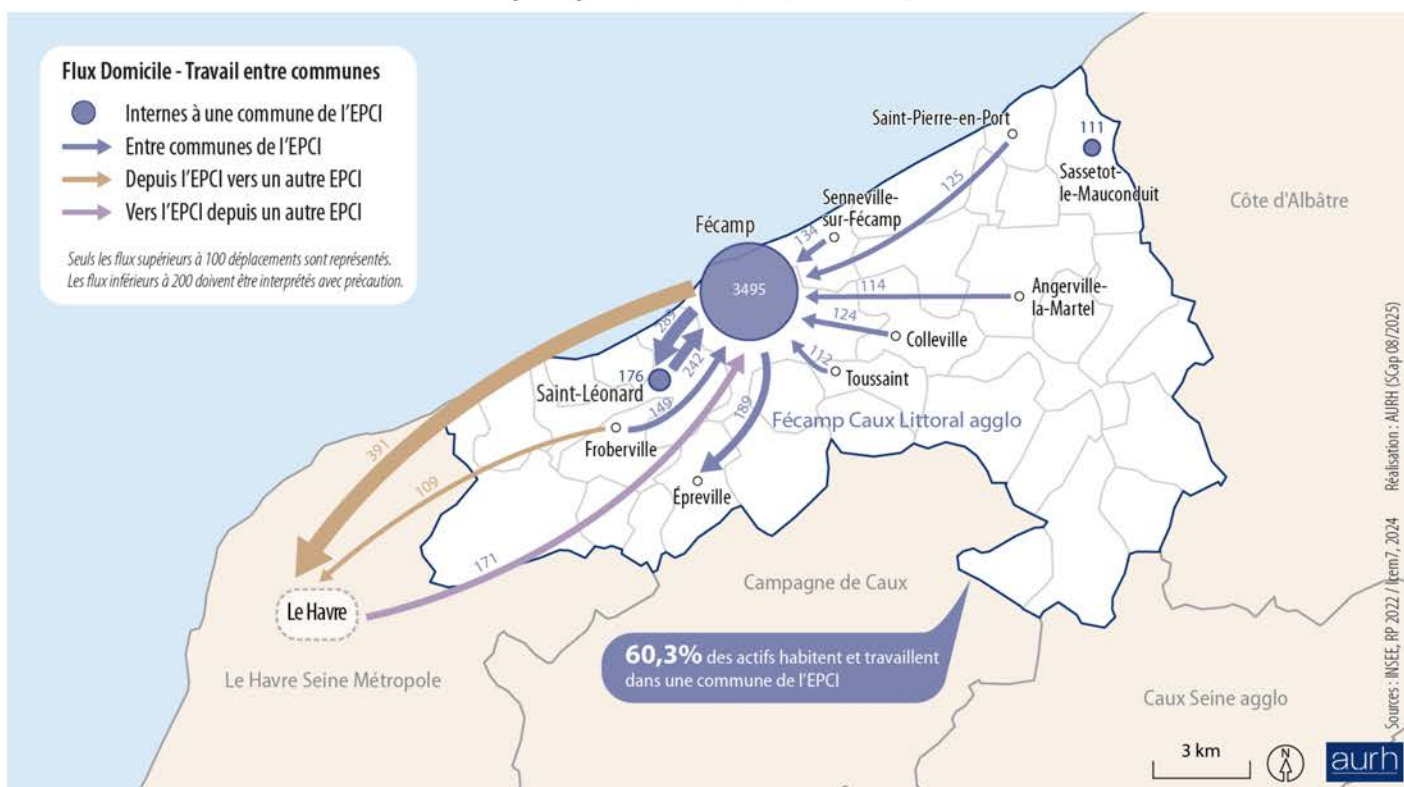 Flux Domicile - Travail entre communes
Internes à une commune de l'EPCI
Entre communes de l'EPCI
Depuis l'EPCI vers un autre EPCI
Vers l'EPCI depuis un autre EPCI
Seuls les flux supérieurs à 100 déplacements sont représentés.
Les flux inférieurs à 200 doivent être interprétés avec précaution.
Saint-Pierre-en-Port
111
Sassetot-
le-Mauconduit
125
Côte d'Albâtre
Senneville-
sur-Fécamp
134
Fécamp
3495
114
Angerville-
la-Martel
124
Colleville
112
Toussaint
289
242
176
Saint-Léonard
149
Froberville
189
Fécamp Caux Littoral agglo
391
109
Épreville
171
Le Havre
Campagne de Caux
Le Havre Seine Métropole
60,3% des actifs habitent et travaillent
dans une commune de l'EPCI
Caux Seine agglo
3 km
N
aurh
Sources : INSEE, RP 2022 / Icem7, 2024 Réalisation : AURH (SCap 08/2025)